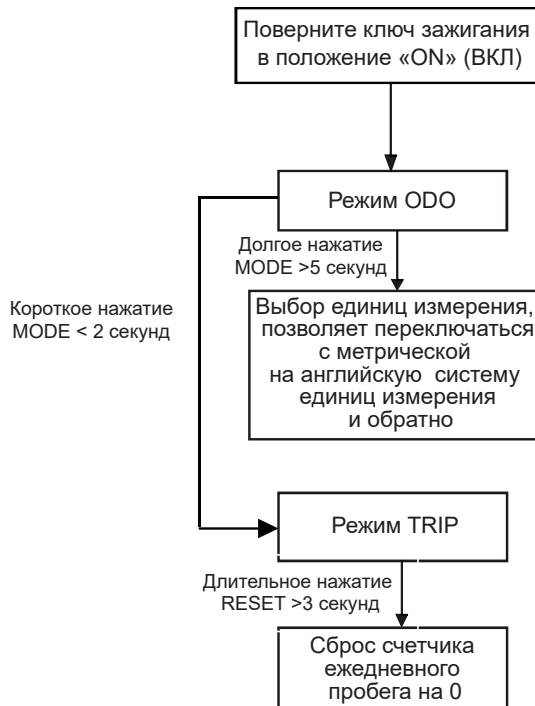 Поверните ключ зажигания
в положение «ON» (ВКЛ)
Режим ODO
Долгое нажатие
MODE >5 секунд
Короткое нажатие
MODE < 2 секунд
Выбор единиц измерения,
позволяет переключаться
с метрической
на английскую систему
единиц измерения
и обратно
Режим TRIP
Длительное нажатие
RESET >3 секунд
Сброс счетчика
ежедневного
пробега на 0